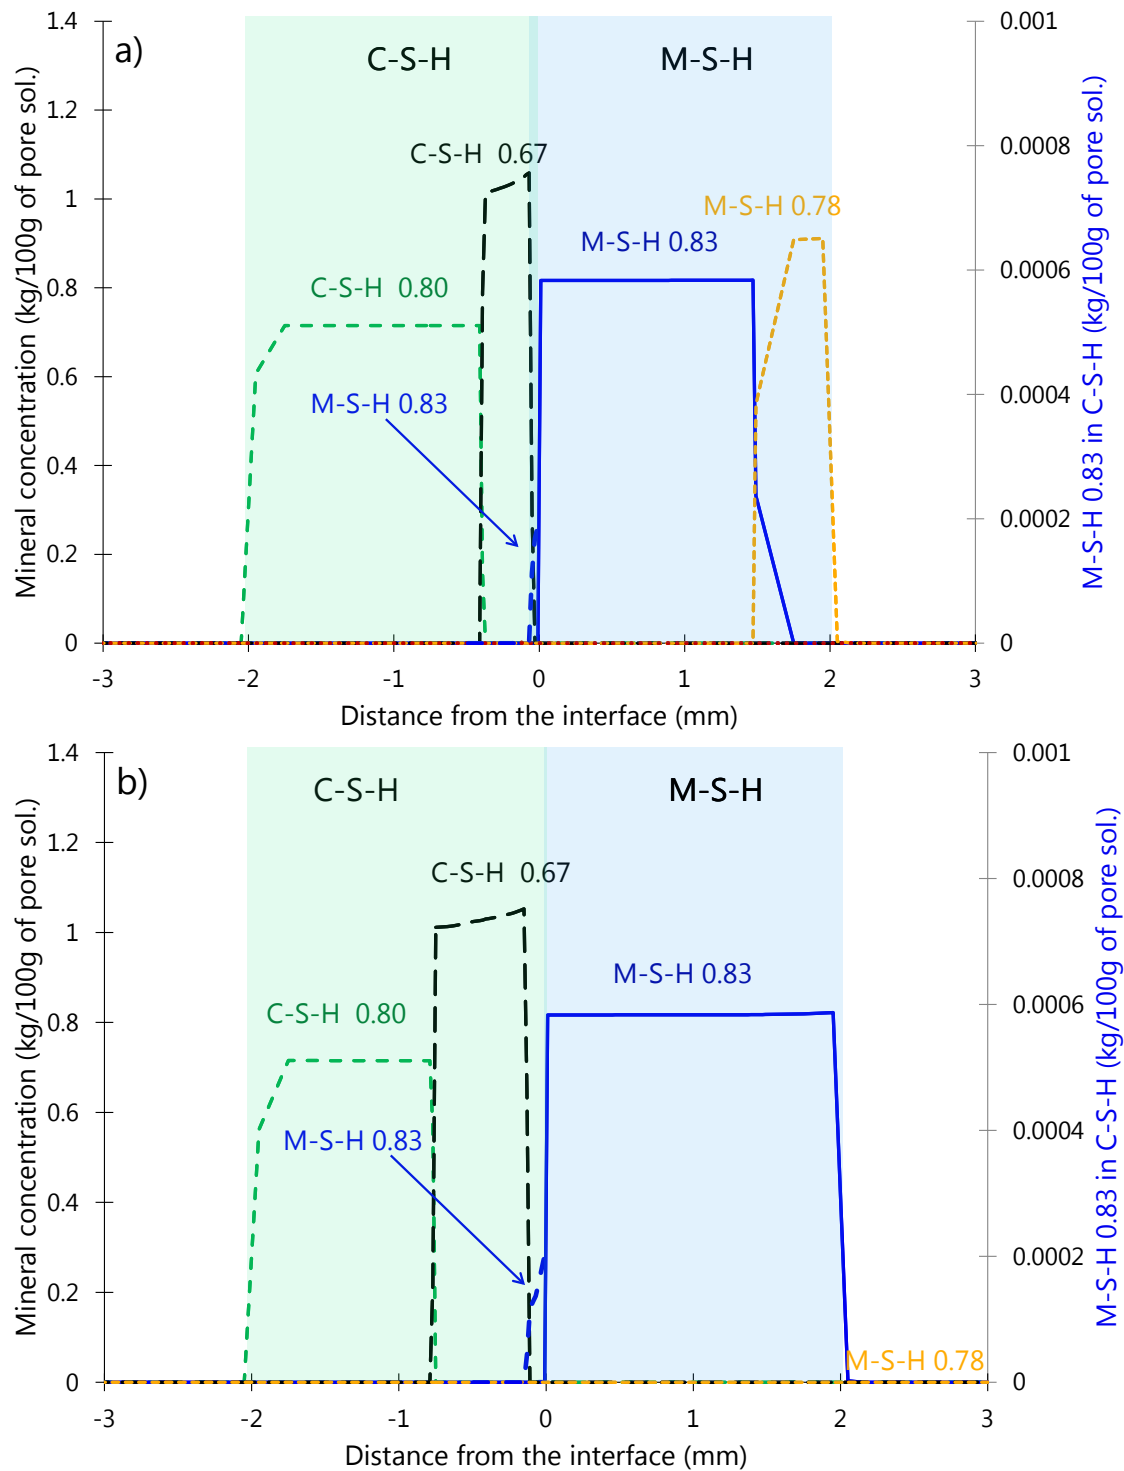 a)
C-S-H
M-S-H
C-S-H 0.67
M-S-H 0.78
M-S-H 0.83
C-S-H 0.80
M-S-H 0.83
Mineral concentration (kg/100g of pore sol.)
1.4
1.2
1
0.8
0.6
0.4
0.2
0
0.001
0.0008
0.0006
0.0004
0.0002
0
M-S-H 0.83 in C-S-H (kg/100g of pore sol.)
-3 -2 -1 0 1 2 3
Distance from the interface (mm)
b)
C-S-H
M-S-H
C-S-H 0.67
M-S-H 0.83
C-S-H 0.80
M-S-H 0.83
M-S-H 0.78
Mineral concentration (kg/100g of pore sol.)
1.4
1.2
1
0.8
0.6
0.4
0.2
0
0.001
0.0008
0.0006
0.0004
0.0002
0
M-S-H 0.83 in C-S-H (kg/100g of pore sol.)
-3 -2 -1 0 1 2 3
Distance from the interface (mm)